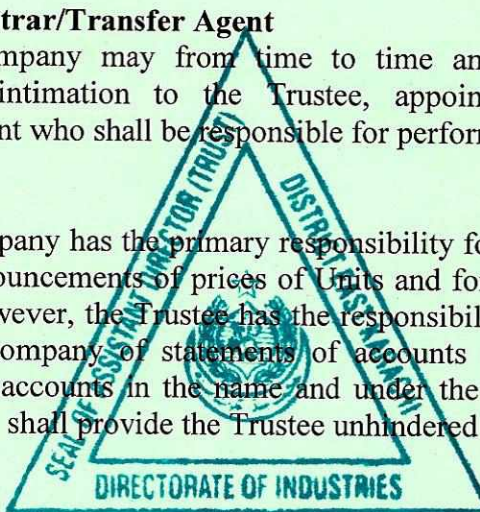 trar/Transfer Agent
mpany may from time to time an
intimation to the Trustee, appoin
nt who shall be responsible for perforr
pany has the primary responsibility fo
ouncements of prices of Units and for
wever, the Trustee has the responsibil
ompany of statements of accounts
accounts in the name and under the
shall provide the Trustee unhindered
SEAL OF ASSISTANT DIRECTOR (TRUST)
DISTRICT KARACHI
DIRECTORATE OF INDUSTRIES